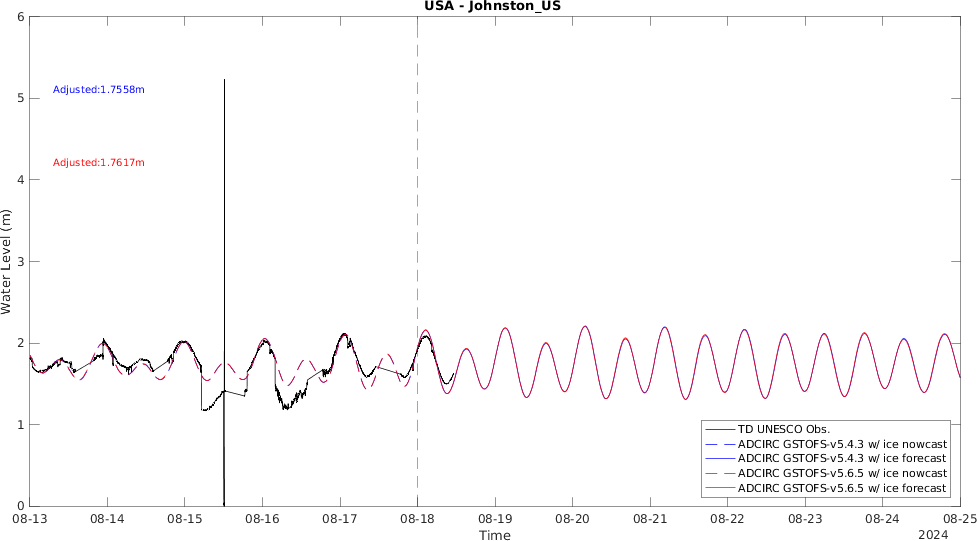 USA - Johnston_US
6
5
4
3
2
1
0
Water Level (m)
Adjusted:1.7558m
Adjusted:1.7617m
TD UNESCO Obs.
ADCIRC GSTOFS-v5.4.3 w/ ice nowcast
ADCIRC GSTOFS-v5.4.3 w/ ice forecast
ADCIRC GSTOFS-v5.6.5 w/ ice nowcast
ADCIRC GSTOFS-v5.6.5 w/ ice forecast
08-13 08-14 08-15 08-16 08-17 08-18 08-19 08-20 08-21 08-22 08-23 08-24 08-25
Time
2024